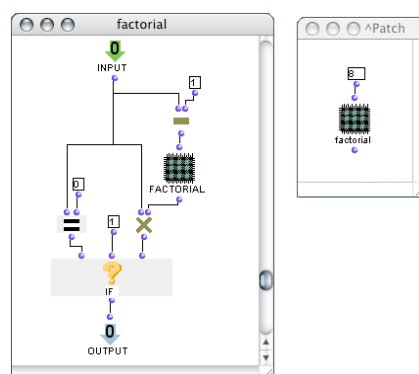 factorial
0
INPUT
1
FACTORIAL
0
1
?
IF
0
OUTPUT
^Patch
8
factorial